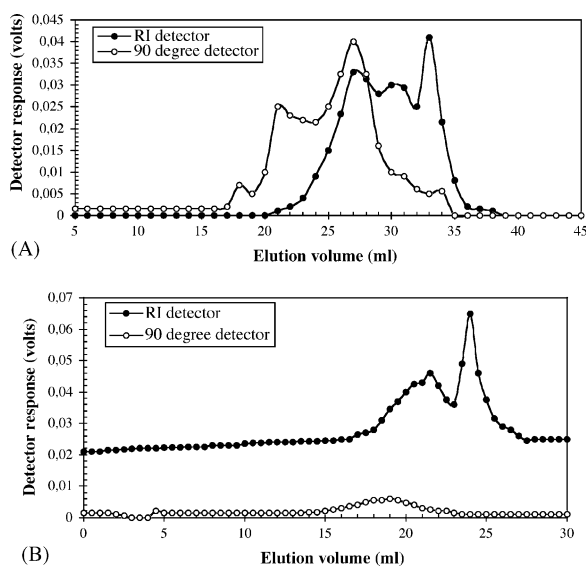 0,045
0,04
0,035
0,03
0,025
0,02
0,015
0,01
0,005
0
Detector response (volts)
RI detector
90 degree detector
5 10 15 20 25 30 35 40 45
Elution volume (ml)
(A)
0,07
0,06
0,05
0,04
0,03
0,02
0,01
0
Detector response (volts)
RI detector
90 degree detector
0 5 10 15 20 25 30
Elution volume (ml)
(B)